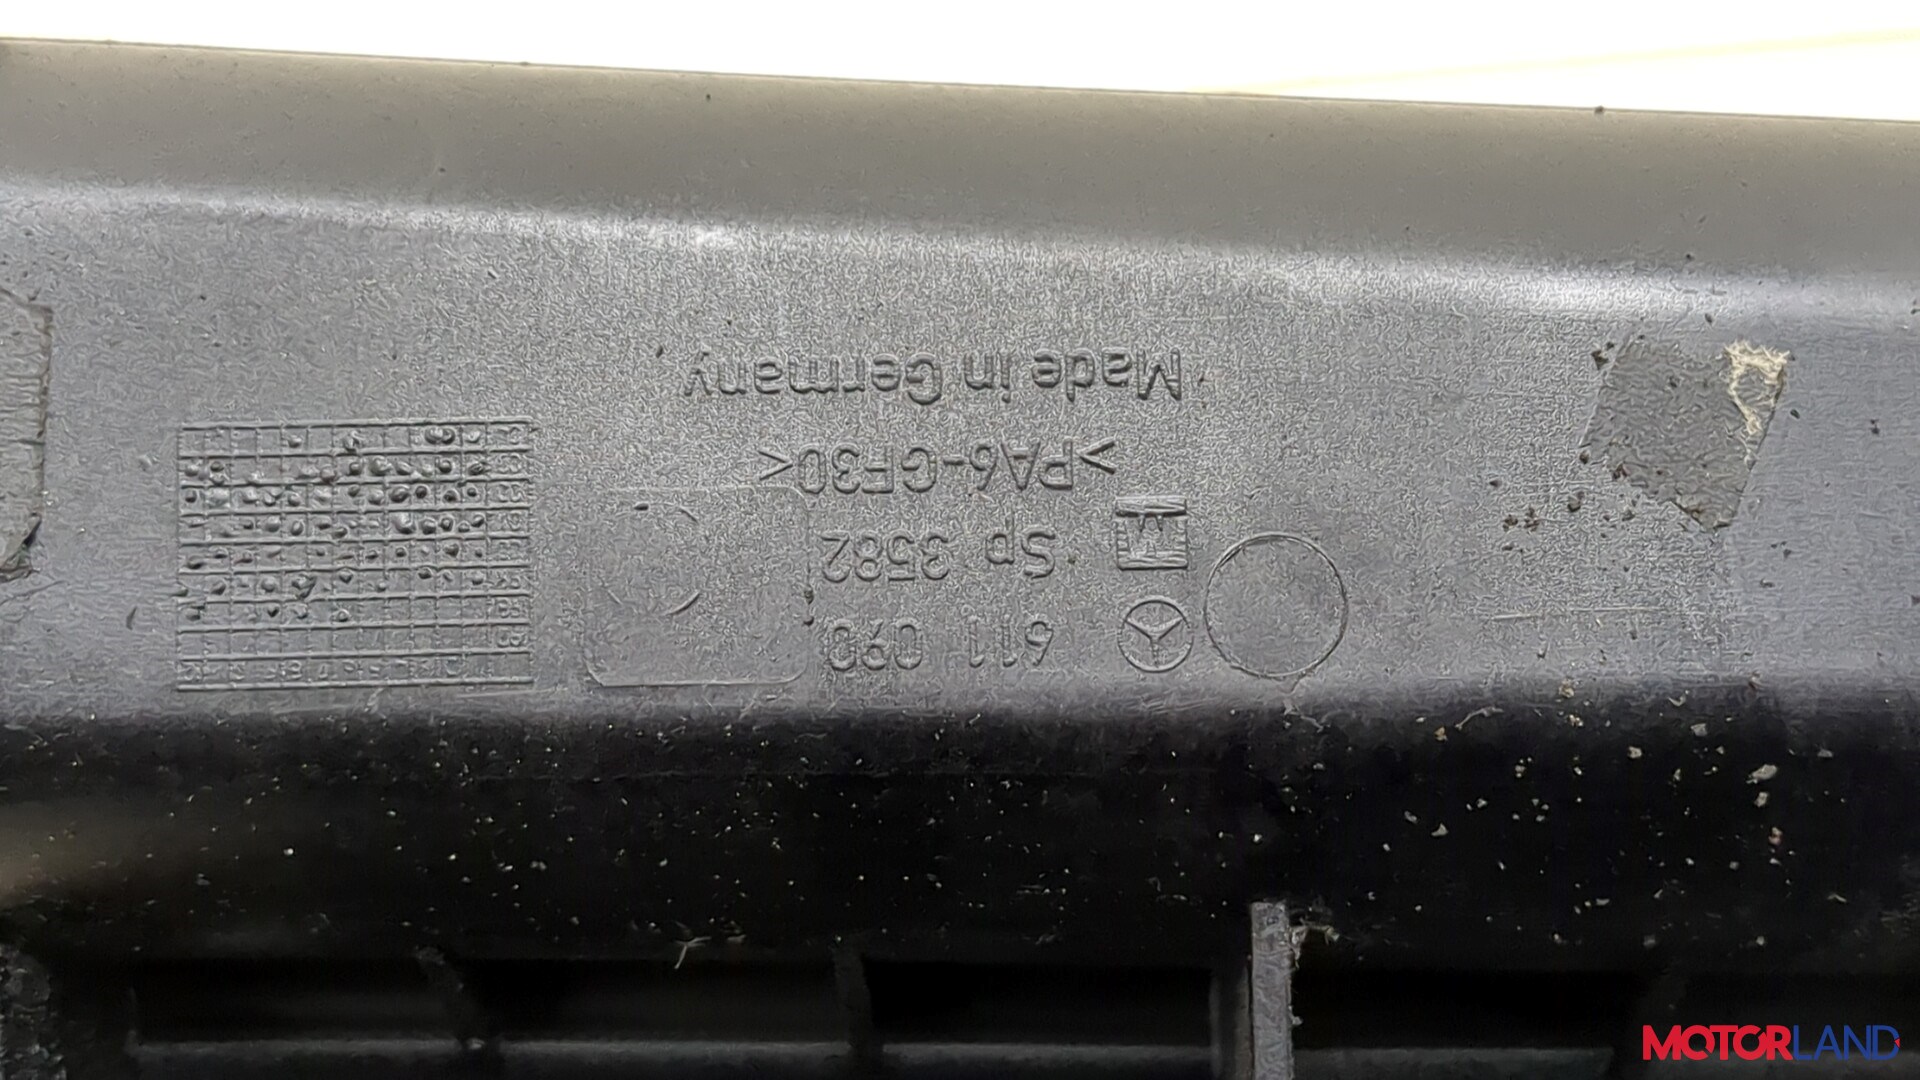 611 090
Sp 3582
>PA6-GF30<
Made in Germany
MOTORLAND